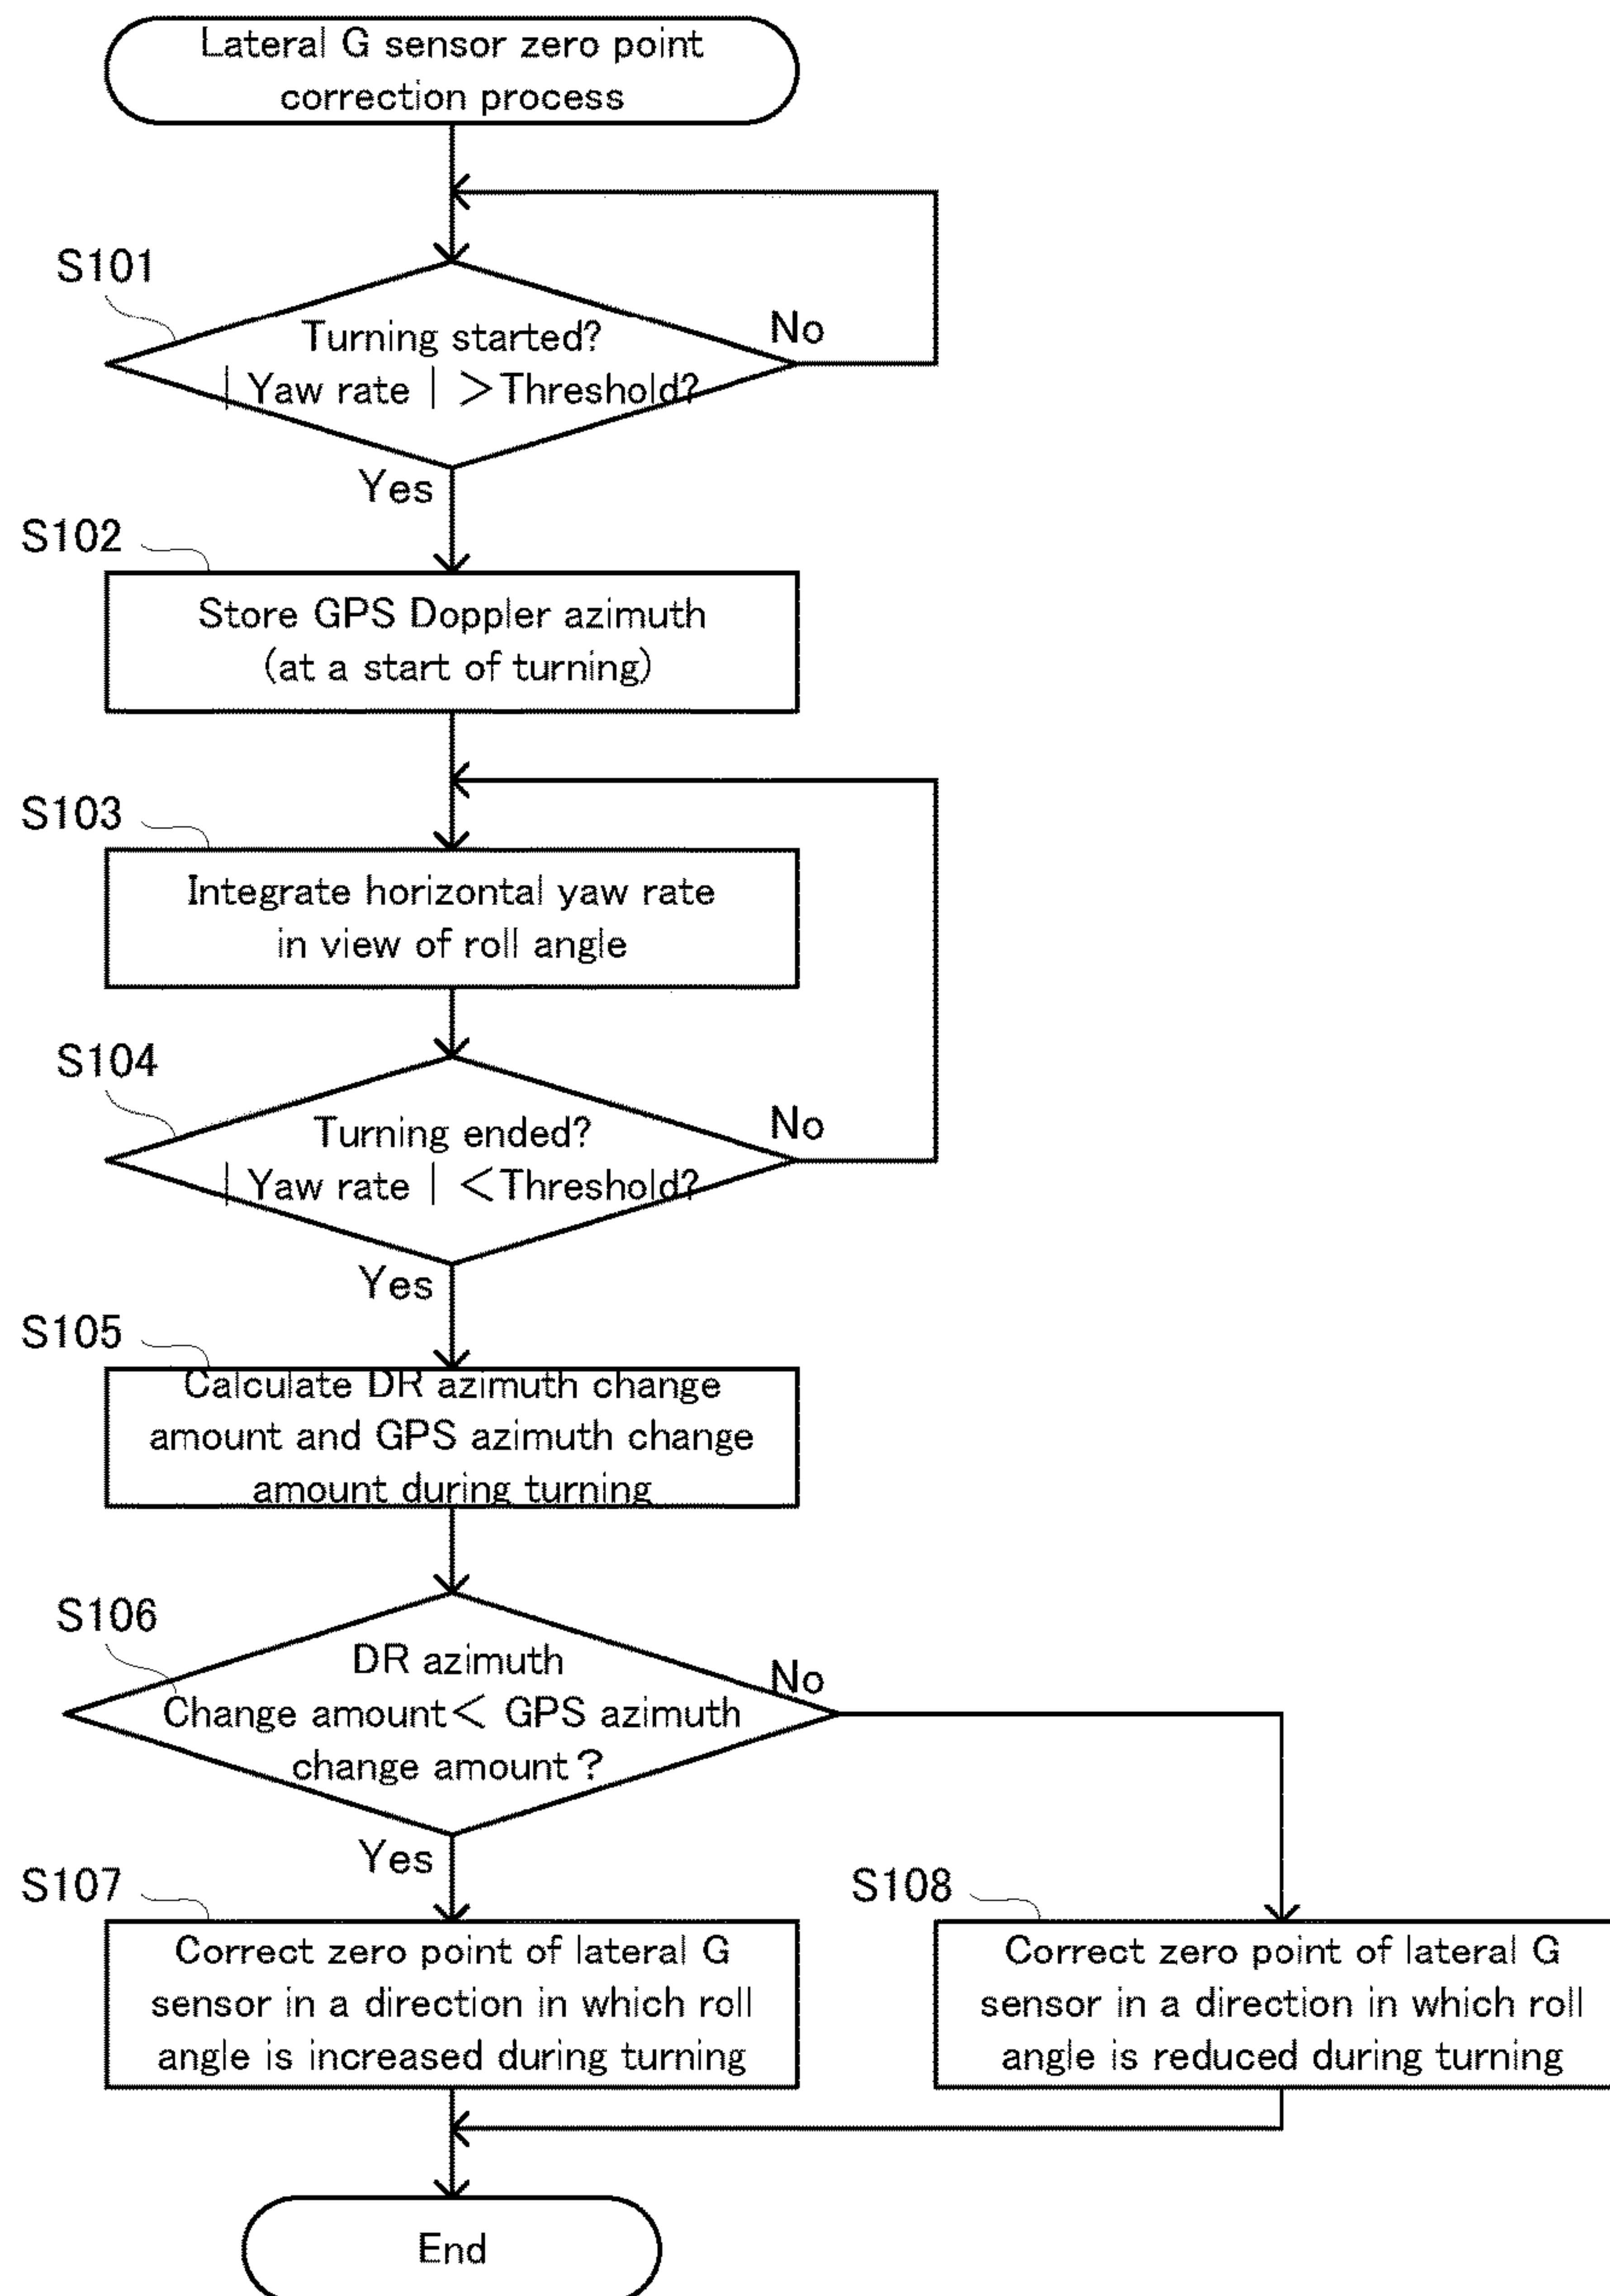 Lateral G sensor zero point
correction process
S101
Turning started?
| Yaw rate | >Threshold?
No
Yes
S102
Store GPS Doppler azimuth
(at a start of turning)
S103
Integrate horizontal yaw rate
in view of roll angle
S104
Turning ended?
| Yaw rate | <Threshold?
No
Yes
S105
Calculate DR azimuth change
amount and GPS azimuth change
amount during turning
S106
DR azimuth
Change amount< GPS azimuth
change amount?
No
Yes
S107
Correct zero point of lateral G
sensor in a direction in which roll
angle is increased during turning
S108
Correct zero point of lateral G
sensor in a direction in which roll
angle is reduced during turning
End